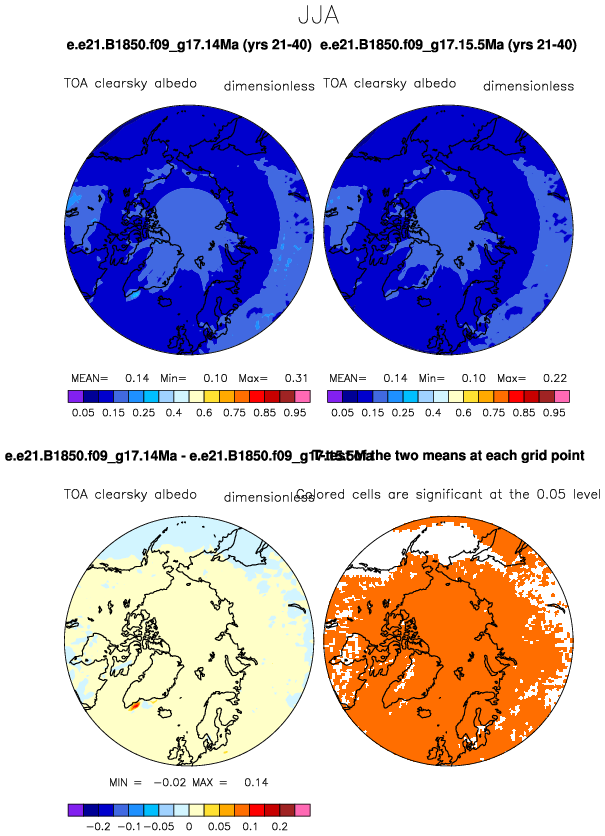 JJA
e.e21.B1850.f09_g17.14Ma (yrs 21-40) e.e21.B1850.f09_g17.15.5Ma (yrs 21-40)
TOA clearsky albedo dimensionless TOA clearsky albedo dimensionless
MEAN= 0.14 Min= 0.10 Max= 0.31 MEAN= 0.14 Min= 0.10 Max= 0.22
0.05 0.15 0.25 0.4 0.6 0.75 0.85 0.95 0.05 0.15 0.25 0.4 0.6 0.75 0.85 0.95
e.e21.B1850.f09_g17.14Ma - e.e21.B1850.f09_g17.15.5Ma T-test of the two means at each grid point
TOA clearsky albedo dimensionless Colored cells are significant at the 0.05 level
MIN = -0.02 MAX = 0.14
-0.2 -0.1 -0.05 0 0.05 0.1 0.2